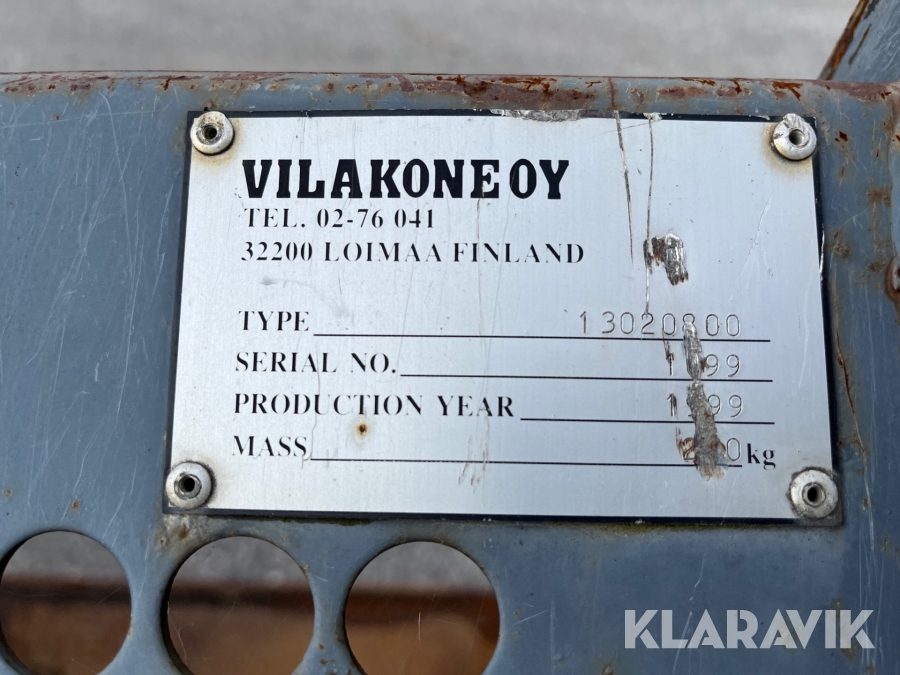 VILAKONE OY
TEL. 02-76 041
32200 LOIMAA FINLAND
TYPE 13020800
SERIAL NO.
PRODUCTION YEAR
MASS kg
KLARAVIK